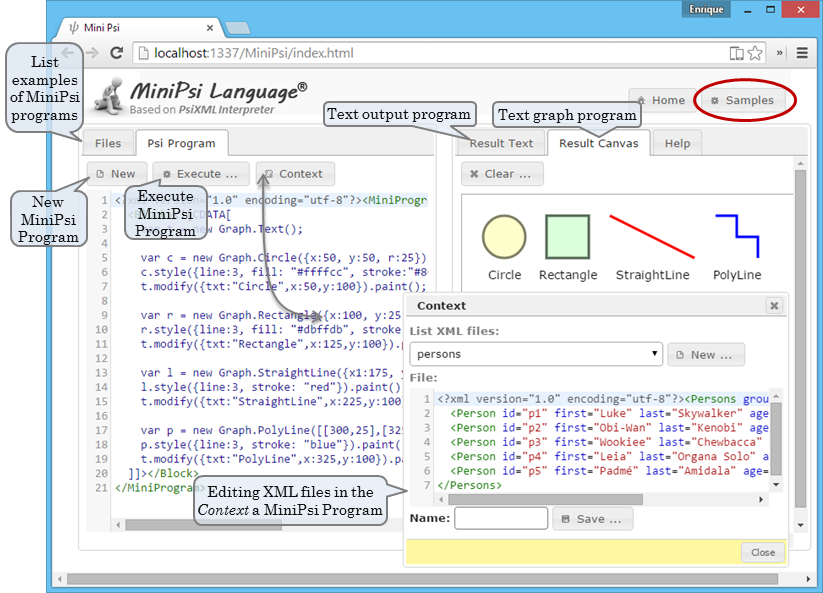 Enrique
Mini Psi
localhost:1337/MiniPsi/index.html
List
examples
of MiniPsi
programs
MiniPsi Language®
Based on PsiXMLInterpreter
Home
Samples
Text output program
Text graph program
Files
Psi Program
Result Text
Result Canvas
Help
New
Execute ...
Context
Clear ...
New
MiniPsi
Program
Execute
MiniPsi
Program
1 <?x "1.0" encoding="utf-8"?><MiniProgr
2 CDATA[
3 new Graph.Text();
4
5 var c = new Graph.Circle({x:50, y:50, r:25})
6 c.style({line:3, fill: "#ffffcc", stroke:"#8
7 t.modify({txt:"Circle",x:50,y:100}).paint();
8
9 var r = new Graph.Rectangle({x:100, y:25
10 r.style({line:3, fill: "#dbffdb", stroke
11 t.modify({txt:"Rectangle",x:125,y:100}).p
12
13 var l = new Graph.StraightLine({x1:175, y
14 l.style({line:3, stroke: "red"}).paint()
15 t.modify({txt:"StraightLine",x:225,y:100
16
17 var p = new Graph.PolyLine([[300,25],[325
18 p.style({line:3, stroke: "blue"}).paint(
19 t.modify({txt:"PolyLine",x:325,y:100}).pa
20 ]]></Block>
21 </MiniProgram>
Circle
Rectangle
StraightLine
PolyLine
Context
List XML files:
persons
New ...
File:
1 <?xml version="1.0" encoding="utf-8"?><Persons grou
2 <Person id="p1" first="Luke" last="Skywalker" age
3 <Person id="p2" first="Obi-Wan" last="Kenobi" age
4 <Person id="p3" first="Wookiee" last="Chewbacca"
5 <Person id="p4" first="Leia" last="Organa Solo" a
6 <Person id="p5" first="Padmé" last="Amidala" age=
7 </Persons>
Name:
Save ...
Close
Editing XML files in the
Context a MiniPsi Program